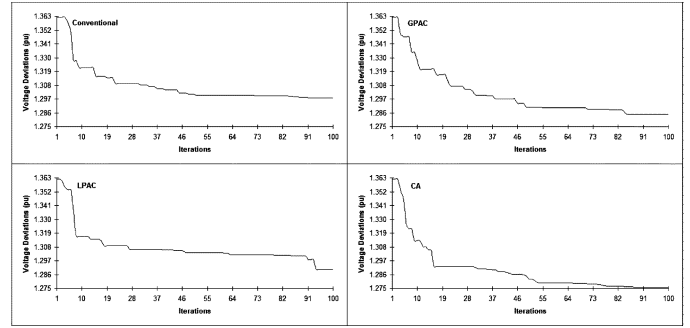 Conventional
Voltage Deviations (pu)
1.363
1.352
1.341
1.330
1.319
1.308
1.297
1.286
1.275
1 10 19 28 37 46 55 64 73 82 91 100
Iterations
GPAC
Voltage Deviations (pu)
1.363
1.352
1.341
1.330
1.319
1.308
1.296
1.286
1.275
1 10 19 28 37 46 55 64 73 82 91 100
Iterations
LPAC
Voltage Deviations (pu)
1.363
1.352
1.341
1.330
1.319
1.308
1.297
1.286
1.275
1 10 19 28 37 46 55 64 73 82 91 100
Iterations
CA
Voltage Deviations (pu)
1.363
1.352
1.341
1.330
1.319
1.308
1.297
1.286
1.275
1 10 19 28 37 46 55 64 73 82 91 100
Iterations